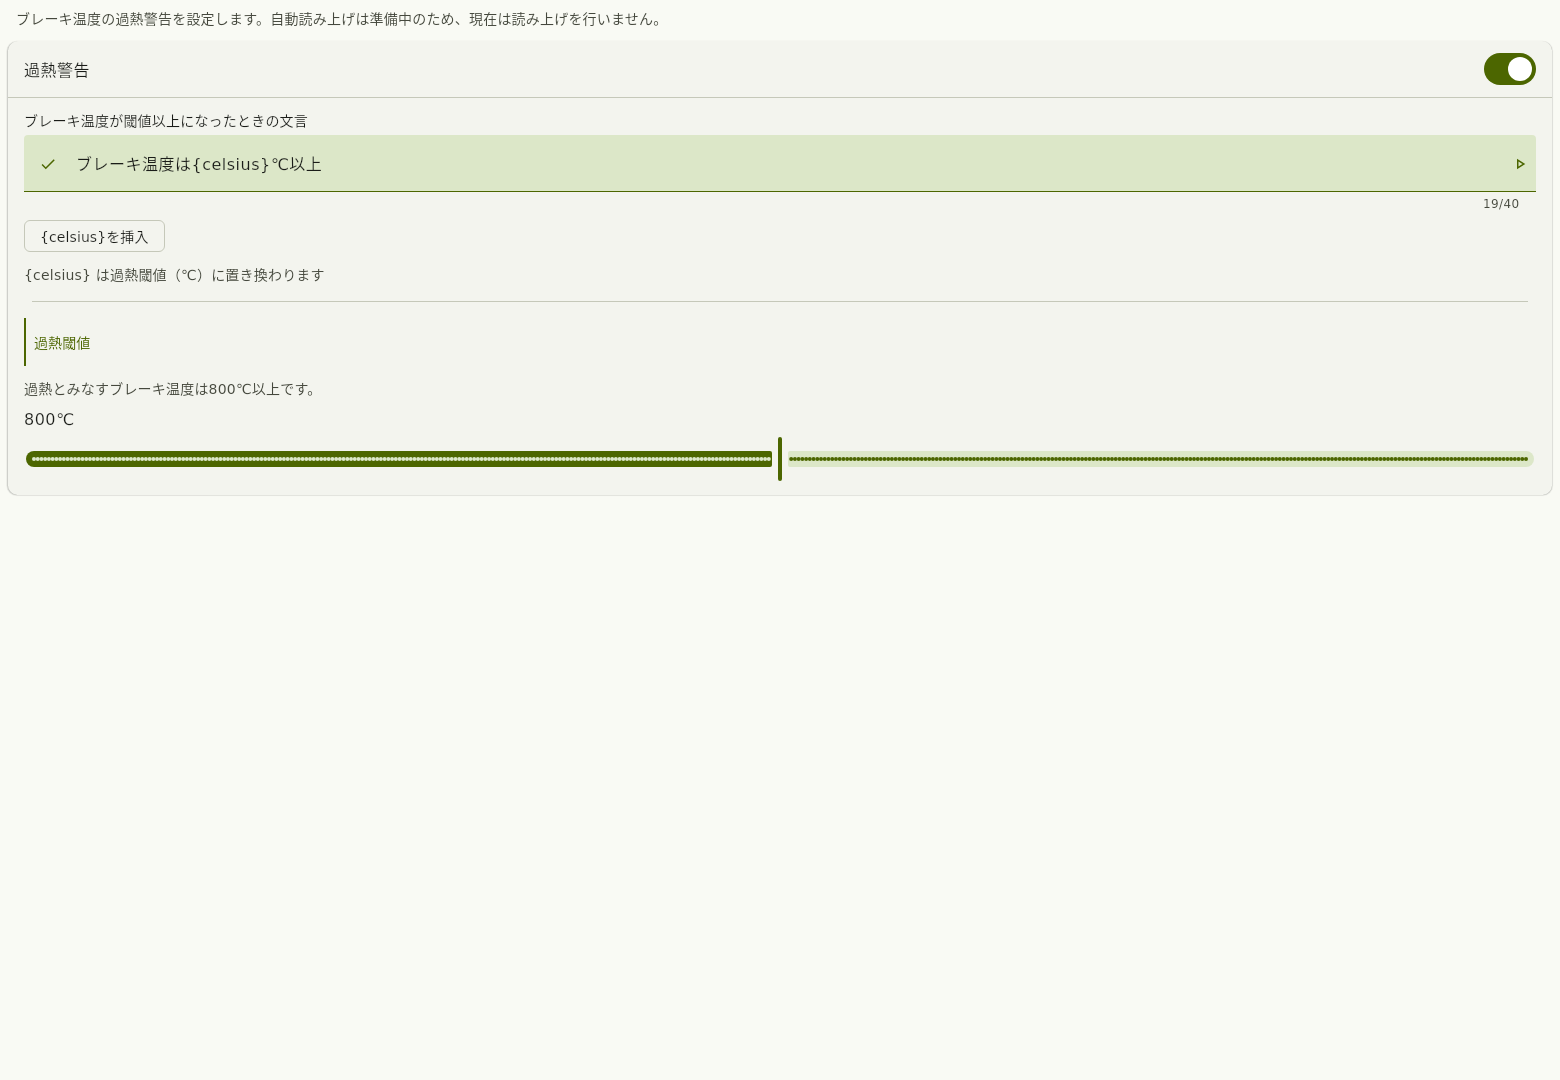 ブレーキ温度の過熱警告を設定します。自動読み上げは準備中のため、現在は読み上げを行いません。
過熱警告
ブレーキ温度が閾値以上になったときの文言
ブレーキ温度は{celsius}℃以上
19/40
{celsius}を挿入
{celsius} は過熱閾値（℃）に置き換わります
過熱閾値
過熱とみなすブレーキ温度は800℃以上です。
800℃